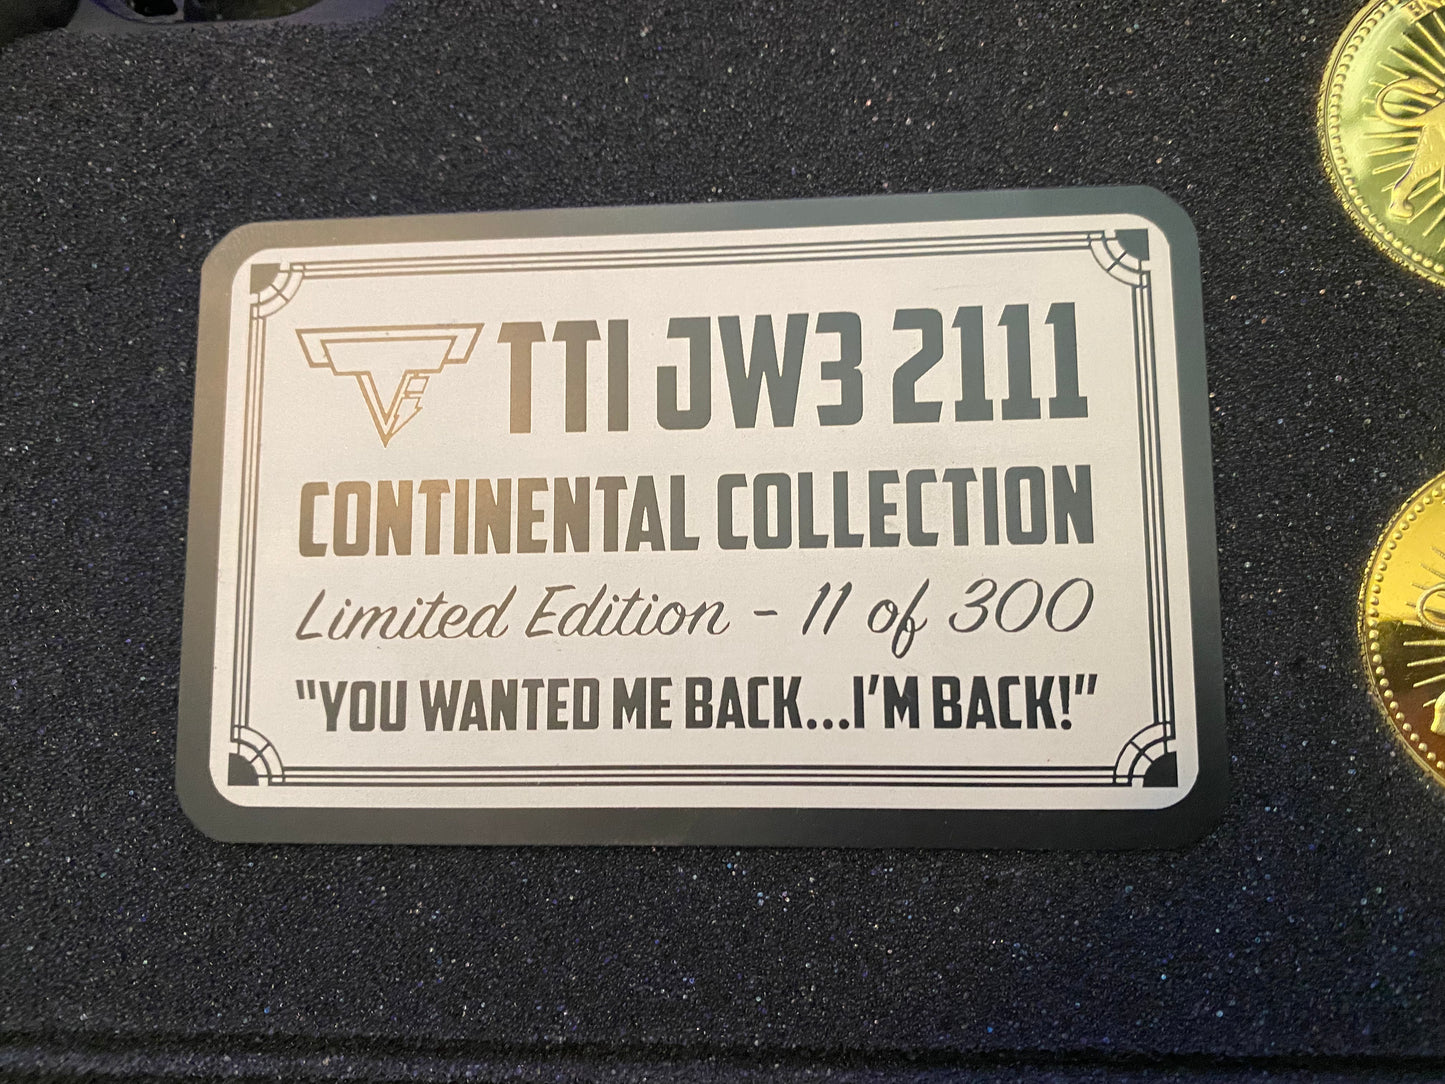 TTI JW3 2111
CONTINENTAL COLLECTION
Limited Edition - 11 of 300
"YOU WANTED ME BACK...I'M BACK!"